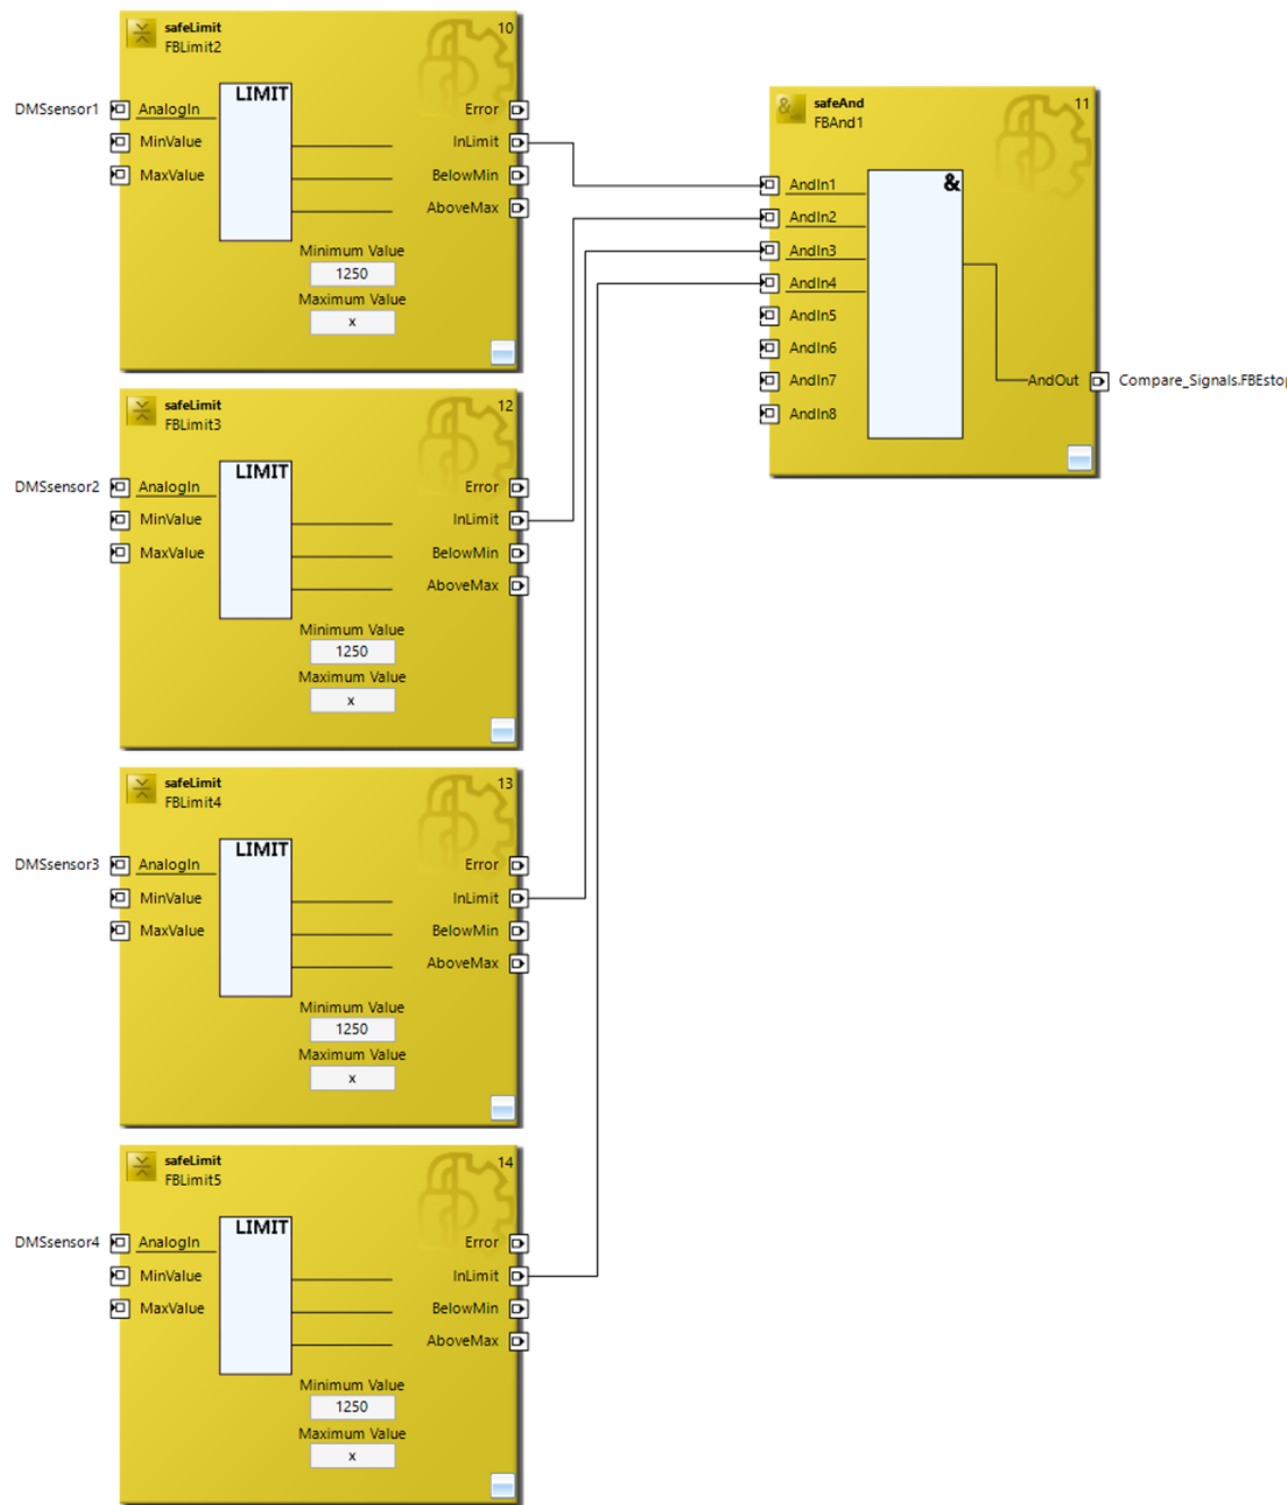 safeLimit
FBLimit2
10
LIMIT
DMSsensor1 AnalogIn Error
MinValue InLimit
MaxValue BelowMin
AboveMax
Minimum Value
1250
Maximum Value
x
safeAnd
FBAnd1
11
&
AndIn1
AndIn2
AndIn3
AndIn4
AndIn5
AndIn6
AndIn7 AndOut Compare_Signals.FBEstop
AndIn8
safeLimit
FBLimit3
12
LIMIT
DMSsensor2 AnalogIn Error
MinValue InLimit
MaxValue BelowMin
AboveMax
Minimum Value
1250
Maximum Value
x
safeLimit
FBLimit4
13
LIMIT
DMSsensor3 AnalogIn Error
MinValue InLimit
MaxValue BelowMin
AboveMax
Minimum Value
1250
Maximum Value
x
safeLimit
FBLimit5
14
LIMIT
DMSsensor4 AnalogIn Error
MinValue InLimit
MaxValue BelowMin
AboveMax
Minimum Value
1250
Maximum Value
x